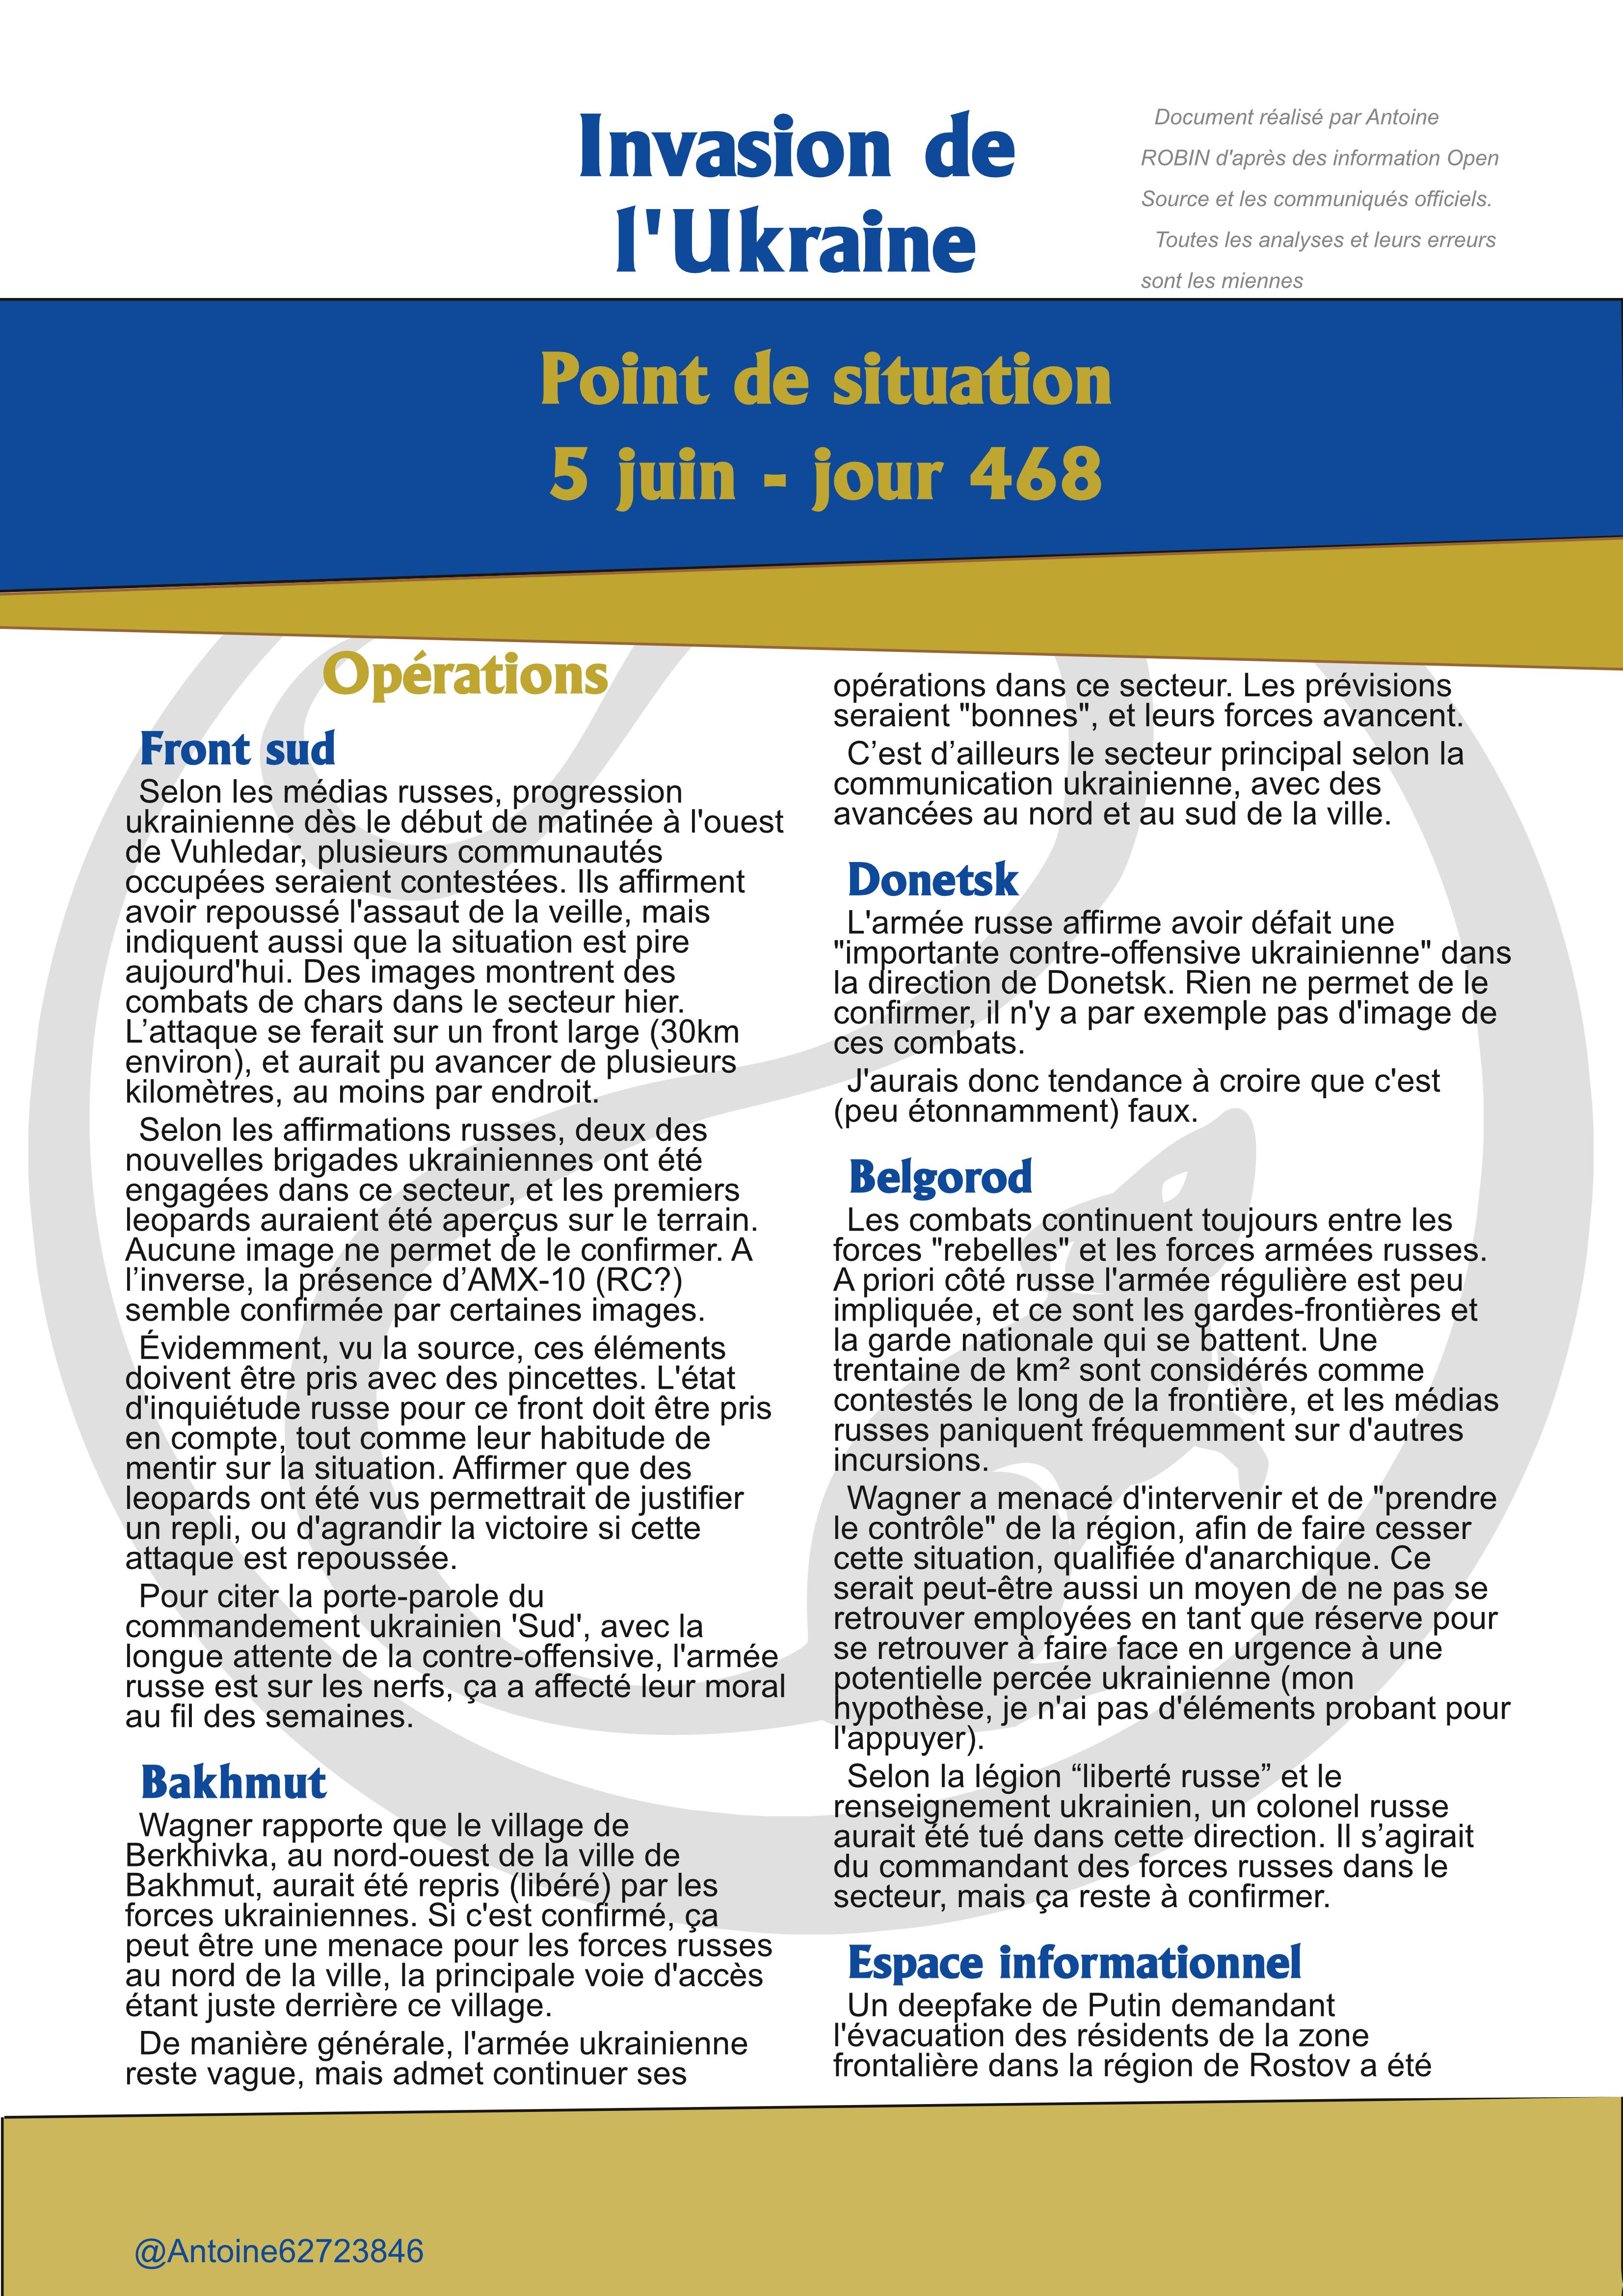 Invasion de
l'Ukraine
Document réalisé par Antoine
ROBIN d'après des information Open
Source et les communiqués officiels.
Toutes les analyses et leurs erreurs
sont les miennes
Point de situation
5 juin - jour 468
Opérations
Front sud
Selon les médias russes, progression
ukrainienne dès le début de matinée à l'ouest
de Vuhledar, plusieurs communautés
occupées seraient contestées. Ils affirment
avoir repoussé l'assaut de la veille, mais
indiquent aussi que la situation est pire
aujourd'hui. Des images montrent des
combats de chars dans le secteur hier.
L’attaque se ferait sur un front large (30km
environ), et aurait pu avancer de plusieurs
kilomètres, au moins par endroit.
Selon les affirmations russes, deux des
nouvelles brigades ukrainiennes ont été
engagées dans ce secteur, et les premiers
leopards auraient été aperçus sur le terrain.
Aucune image ne permet de le confirmer. A
l’inverse, la présence d’AMX-10 (RC?)
semble confirmée par certaines images.
Évidemment, vu la source, ces éléments
doivent être pris avec des pincettes. L'état
d'inquiétude russe pour ce front doit être pris
en compte, tout comme leur habitude de
mentir sur la situation. Affirmer que des
leopards ont été vus permettrait de justifier
un repli, ou d'agrandir la victoire si cette
attaque est repoussée.
Pour citer la porte-parole du
commandement ukrainien 'Sud', avec la
longue attente de la contre-offensive, l'armée
russe est sur les nerfs, ça a affecté leur moral
au fil des semaines.
Bakhmut
Wagner rapporte que le village de
Berkhivka, au nord-ouest de la ville de
Bakhmut, aurait été repris (libéré) par les
forces ukrainiennes. Si c'est confirmé, ça
peut être une menace pour les forces russes
au nord de la ville, la principale voie d'accès
étant juste derrière ce village.
De manière générale, l'armée ukrainienne
reste vague, mais admet continuer ses
opérations dans ce secteur. Les prévisions
seraient "bonnes", et leurs forces avancent.
C’est d’ailleurs le secteur principal selon la
communication ukrainienne, avec des
avancées au nord et au sud de la ville.
Donetsk
L'armée russe affirme avoir défait une
"importante contre-offensive ukrainienne" dans
la direction de Donetsk. Rien ne permet de le
confirmer, il n'y a par exemple pas d'image de
ces combats.
J'aurais donc tendance à croire que c'est
(peu étonnamment) faux.
Belgorod
Les combats continuent toujours entre les
forces "rebelles" et les forces armées russes.
A priori côté russe l'armée régulière est peu
impliquée, et ce sont les gardes-frontières et
la garde nationale qui se battent. Une
trentaine de km² sont considérés comme
contestés le long de la frontière, et les médias
russes paniquent fréquemment sur d'autres
incursions.
Wagner a menacé d'intervenir et de "prendre
le contrôle" de la région, afin de faire cesser
cette situation, qualifiée d'anarchique. Ce
serait peut-être aussi un moyen de ne pas se
retrouver employées en tant que réserve pour
se retrouver à faire face en urgence à une
potentielle percée ukrainienne (mon
hypothèse, je n'ai pas d'éléments probant pour
l'appuyer).
Selon la légion “liberté russe” et le
renseignement ukrainien, un colonel russe
aurait été tué dans cette direction. Il s’agirait
du commandant des forces russes dans le
secteur, mais ça reste à confirmer.
Espace informationnel
Un deepfake de Putin demandant
l'évacuation des résidents de la zone
frontalière dans la région de Rostov a été
@Antoine62723846